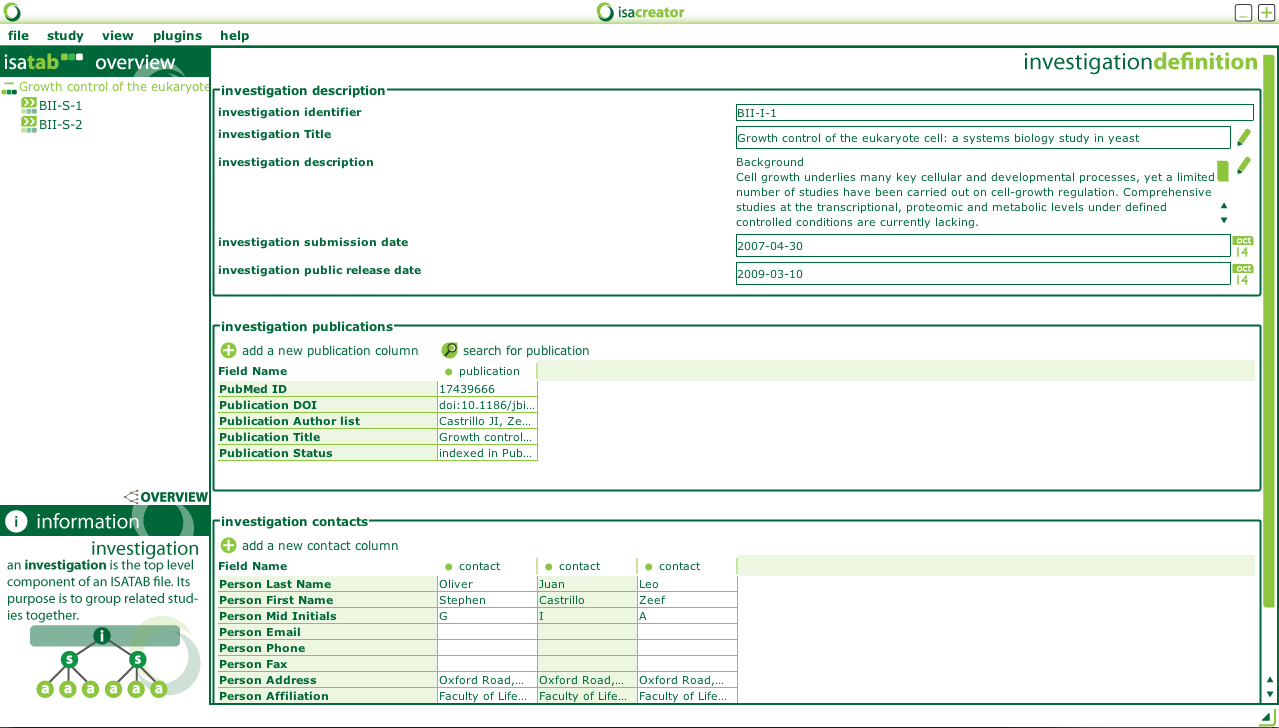 isacreator
file study view plugins help
isatab overview
investigationdefinition
Growth control of the eukaryote
BII-S-1
BII-S-2
investigation description
investigation identifier BII-I-1
investigation Title Growth control of the eukaryote cell: a systems biology study in yeast
investigation description Background
Cell growth underlies many key cellular and developmental processes, yet a limited
number of studies have been carried out on cell-growth regulation. Comprehensive
studies at the transcriptional, proteomic and metabolic levels under defined
controlled conditions are currently lacking.
investigation submission date 2007-04-30 oct 14
investigation public release date 2009-03-10 oct 14
investigation publications
add a new publication column search for publication
Field Name publication
PubMed ID 17439666
Publication DOI doi:10.1186/jbi...
Publication Author list Castrillo JI, Ze...
Publication Title Growth control...
Publication Status indexed in Pub...
OVERVIEW
i information
investigation
an investigation is the top level
component of an ISATAB file. Its
purpose is to group related stud-
ies together.
i
s s
a a a a a a
investigation contacts
add a new contact column
Field Name contact contact contact
Person Last Name Oliver Juan Leo
Person First Name Stephen Castrillo Zeef
Person Mid Initials G I A
Person Email
Person Phone
Person Fax
Person Address Oxford Road,... Oxford Road,... Oxford Road,...
Person Affiliation Faculty of Life... Faculty of Life... Faculty of Life...